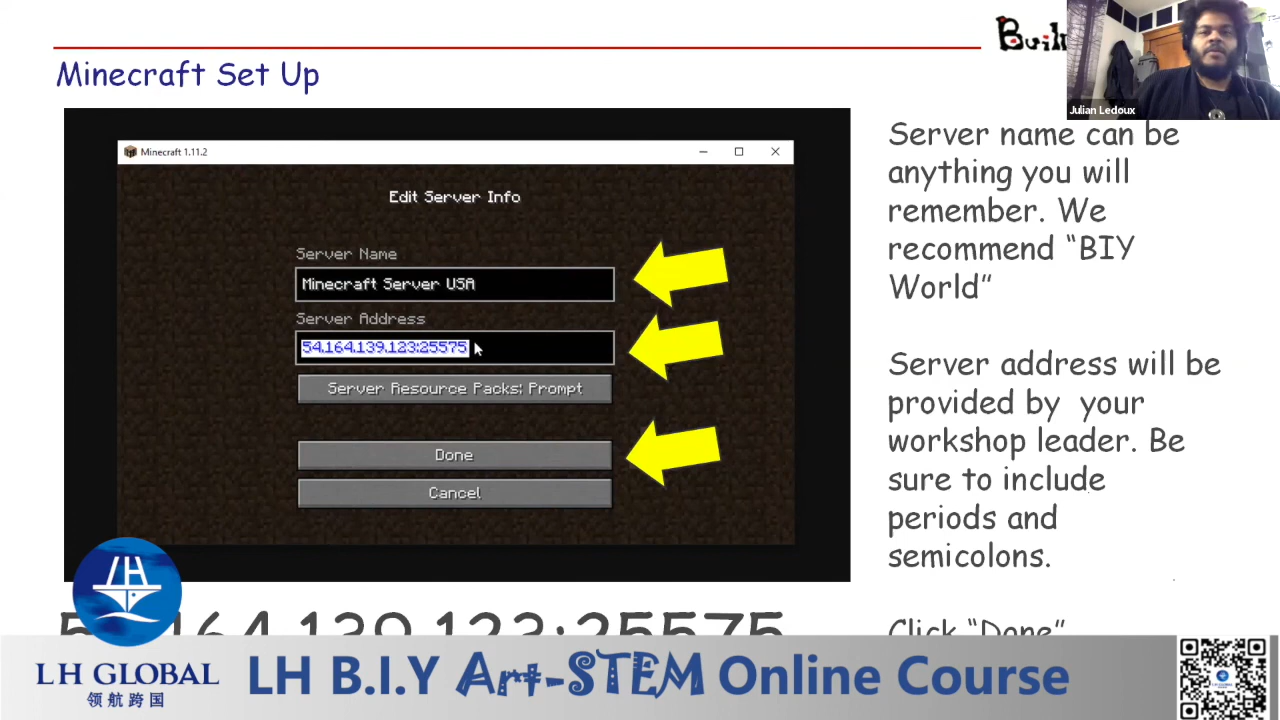 Minecraft Set Up
Julian Ledoux
Minecraft 1.11.2
Edit Server Info
Server Name
Minecraft Server USA
Server Address
54.164.139.123:25575
Server Resource Packs: Prompt
Done
Cancel
Server name can be
anything you will
remember. We
recommend “BIY
World”
Server address will be
provided by your
workshop leader. Be
sure to include
periods and
semicolons.
Click “Done”
LH
LH GLOBAL
领航跨国
LH B.I.Y Art-STEM Online Course